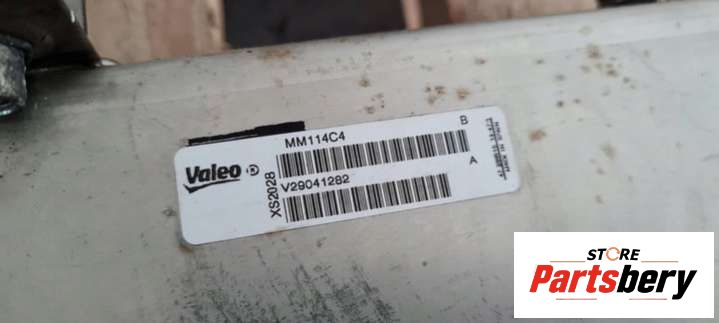 MM114C4
B
Valeo
XS2028
V29041282
A
STORE
Partsbery